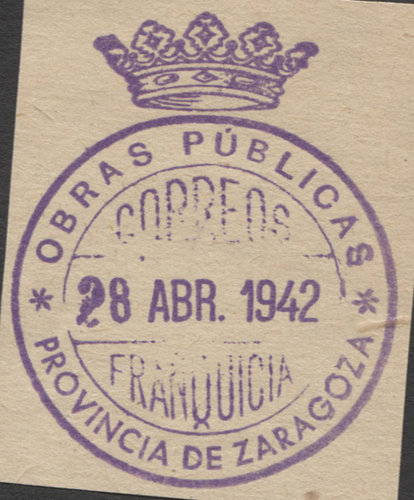 * OBRAS PÚBLICAS *
CORREOS
28 ABR. 1942
FRANQUICIA
PROVINCIA DE ZARAGOZA